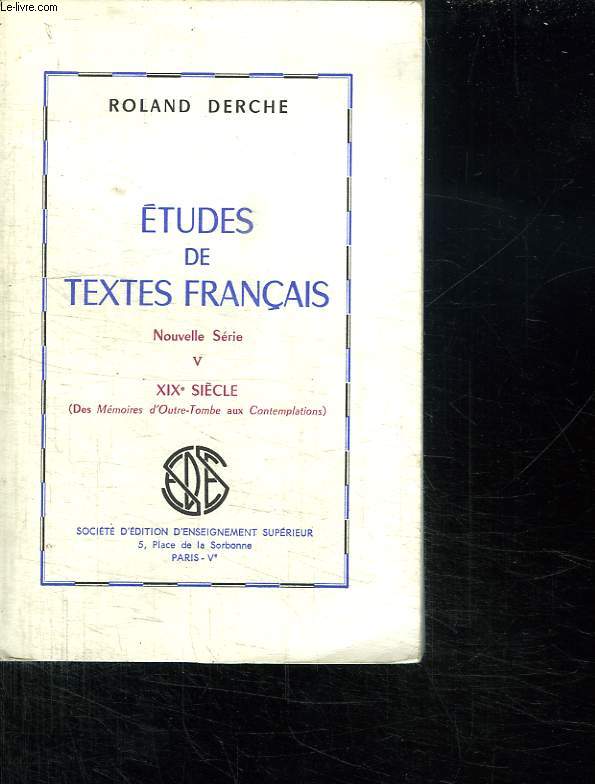 Le-livre.com
ROLAND DERCHE
ÉTUDES
DE
TEXTES FRANÇAIS
Nouvelle Série
V
XIXe SIÈCLE
(Des Mémoires d'Outre-Tombe aux Contemplations)
SEDES
SOCIÉTÉ D'ÉDITION D'ENSEIGNEMENT SUPÉRIEUR
5, Place de la Sorbonne
PARIS-Ve